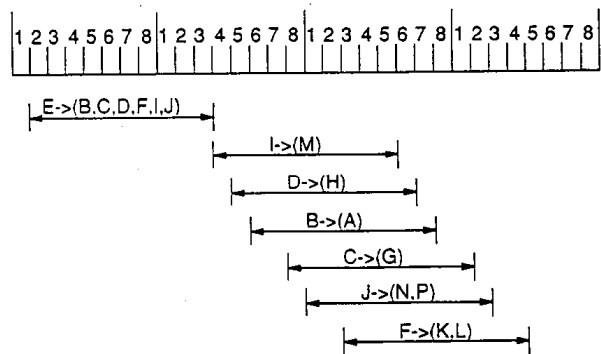 1 2 3 4 5 6 7 8 1 2 3 4 5 6 7 8 1 2 3 4 5 6 7 8 1 2 3 4 5 6 7 8
E->(B,C,D,F,I,J)
I->(M)
D->(H)
B->(A)
C->(G)
J->(N,P)
F->(K,L)